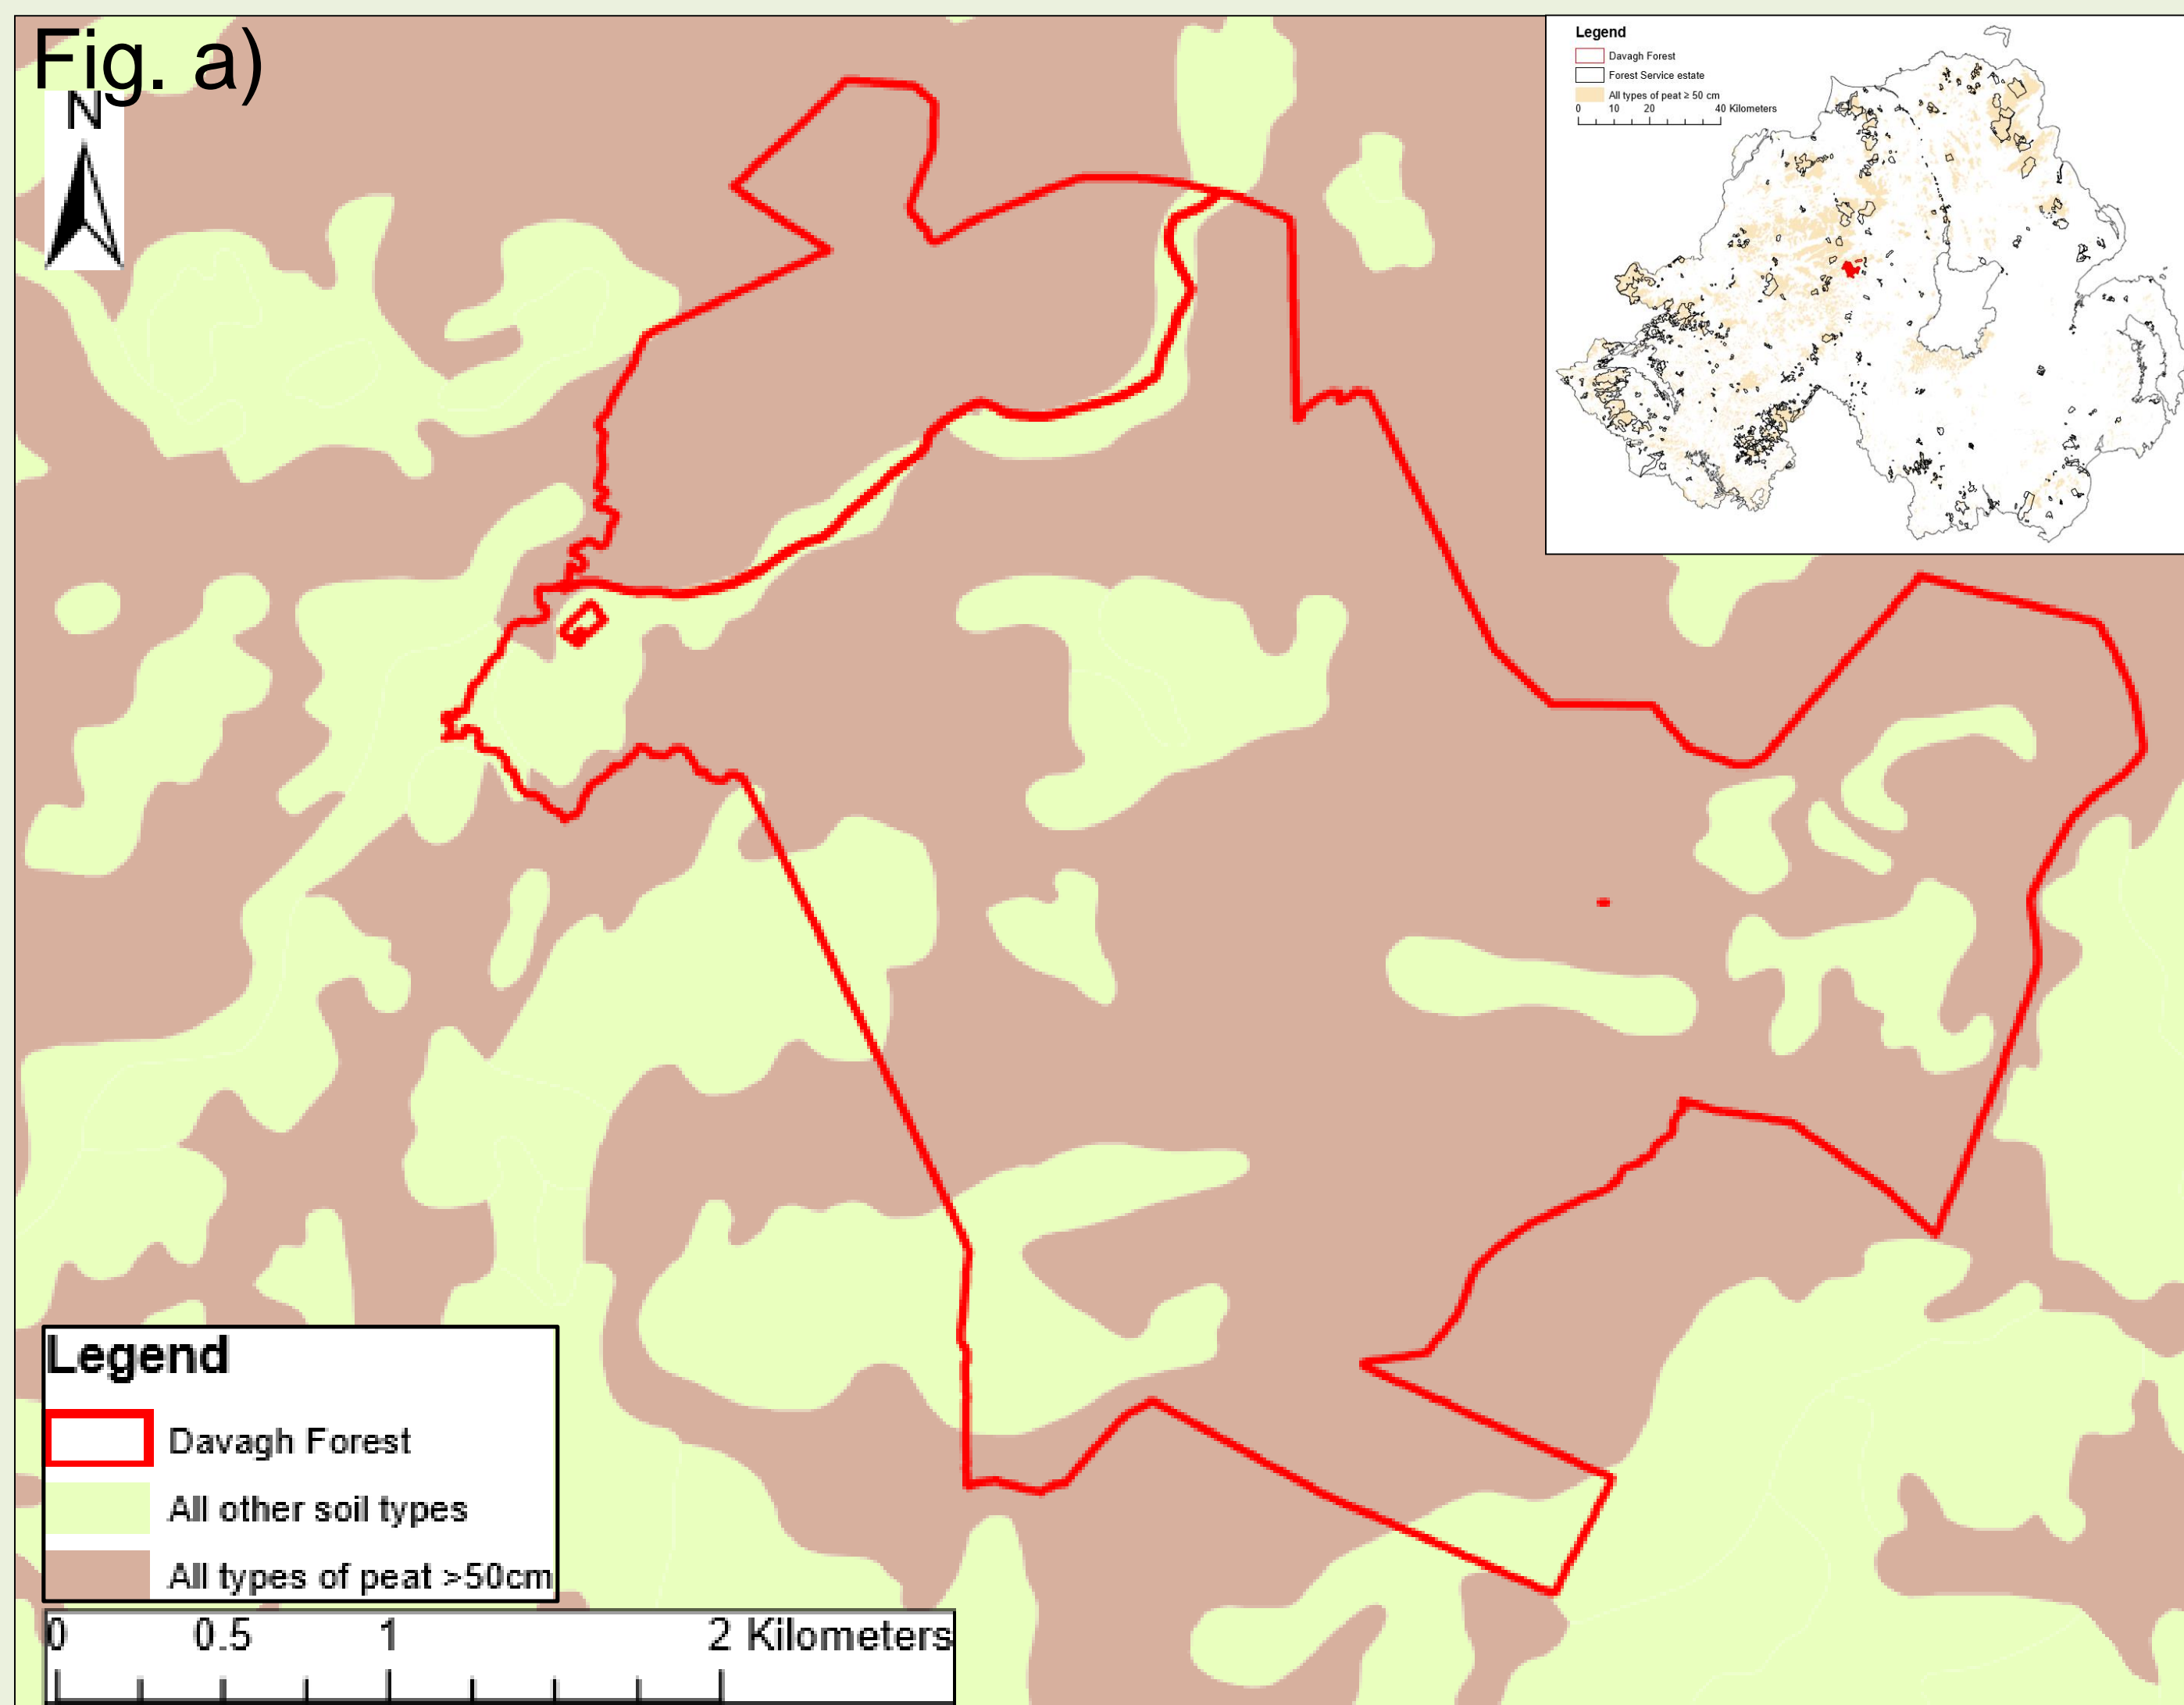 Fig. a)
N
Legend
Davagh Forest
Forest Service estate
All types of peat ≥ 50 cm
0 10 20 40 Kilometers
Legend
Davagh Forest
All other soil types
All types of peat >50cm
0 0.5 1 2 Kilometers